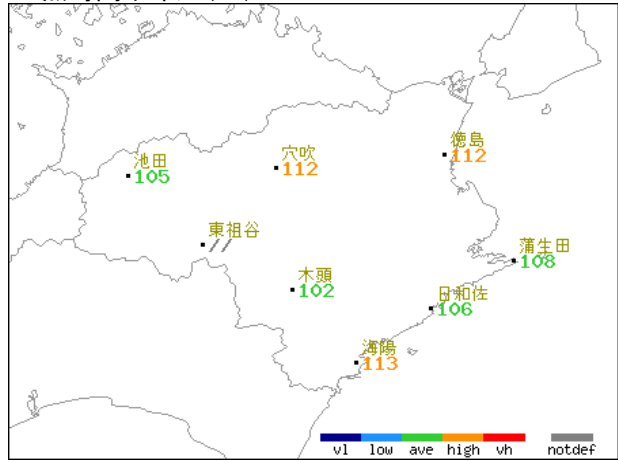 徳島
112
穴吹
112
池田
105
東祖谷
//
蒲生田
108
木頭
102
日和佐
106
海陽
113
vl low ave high vh notdef